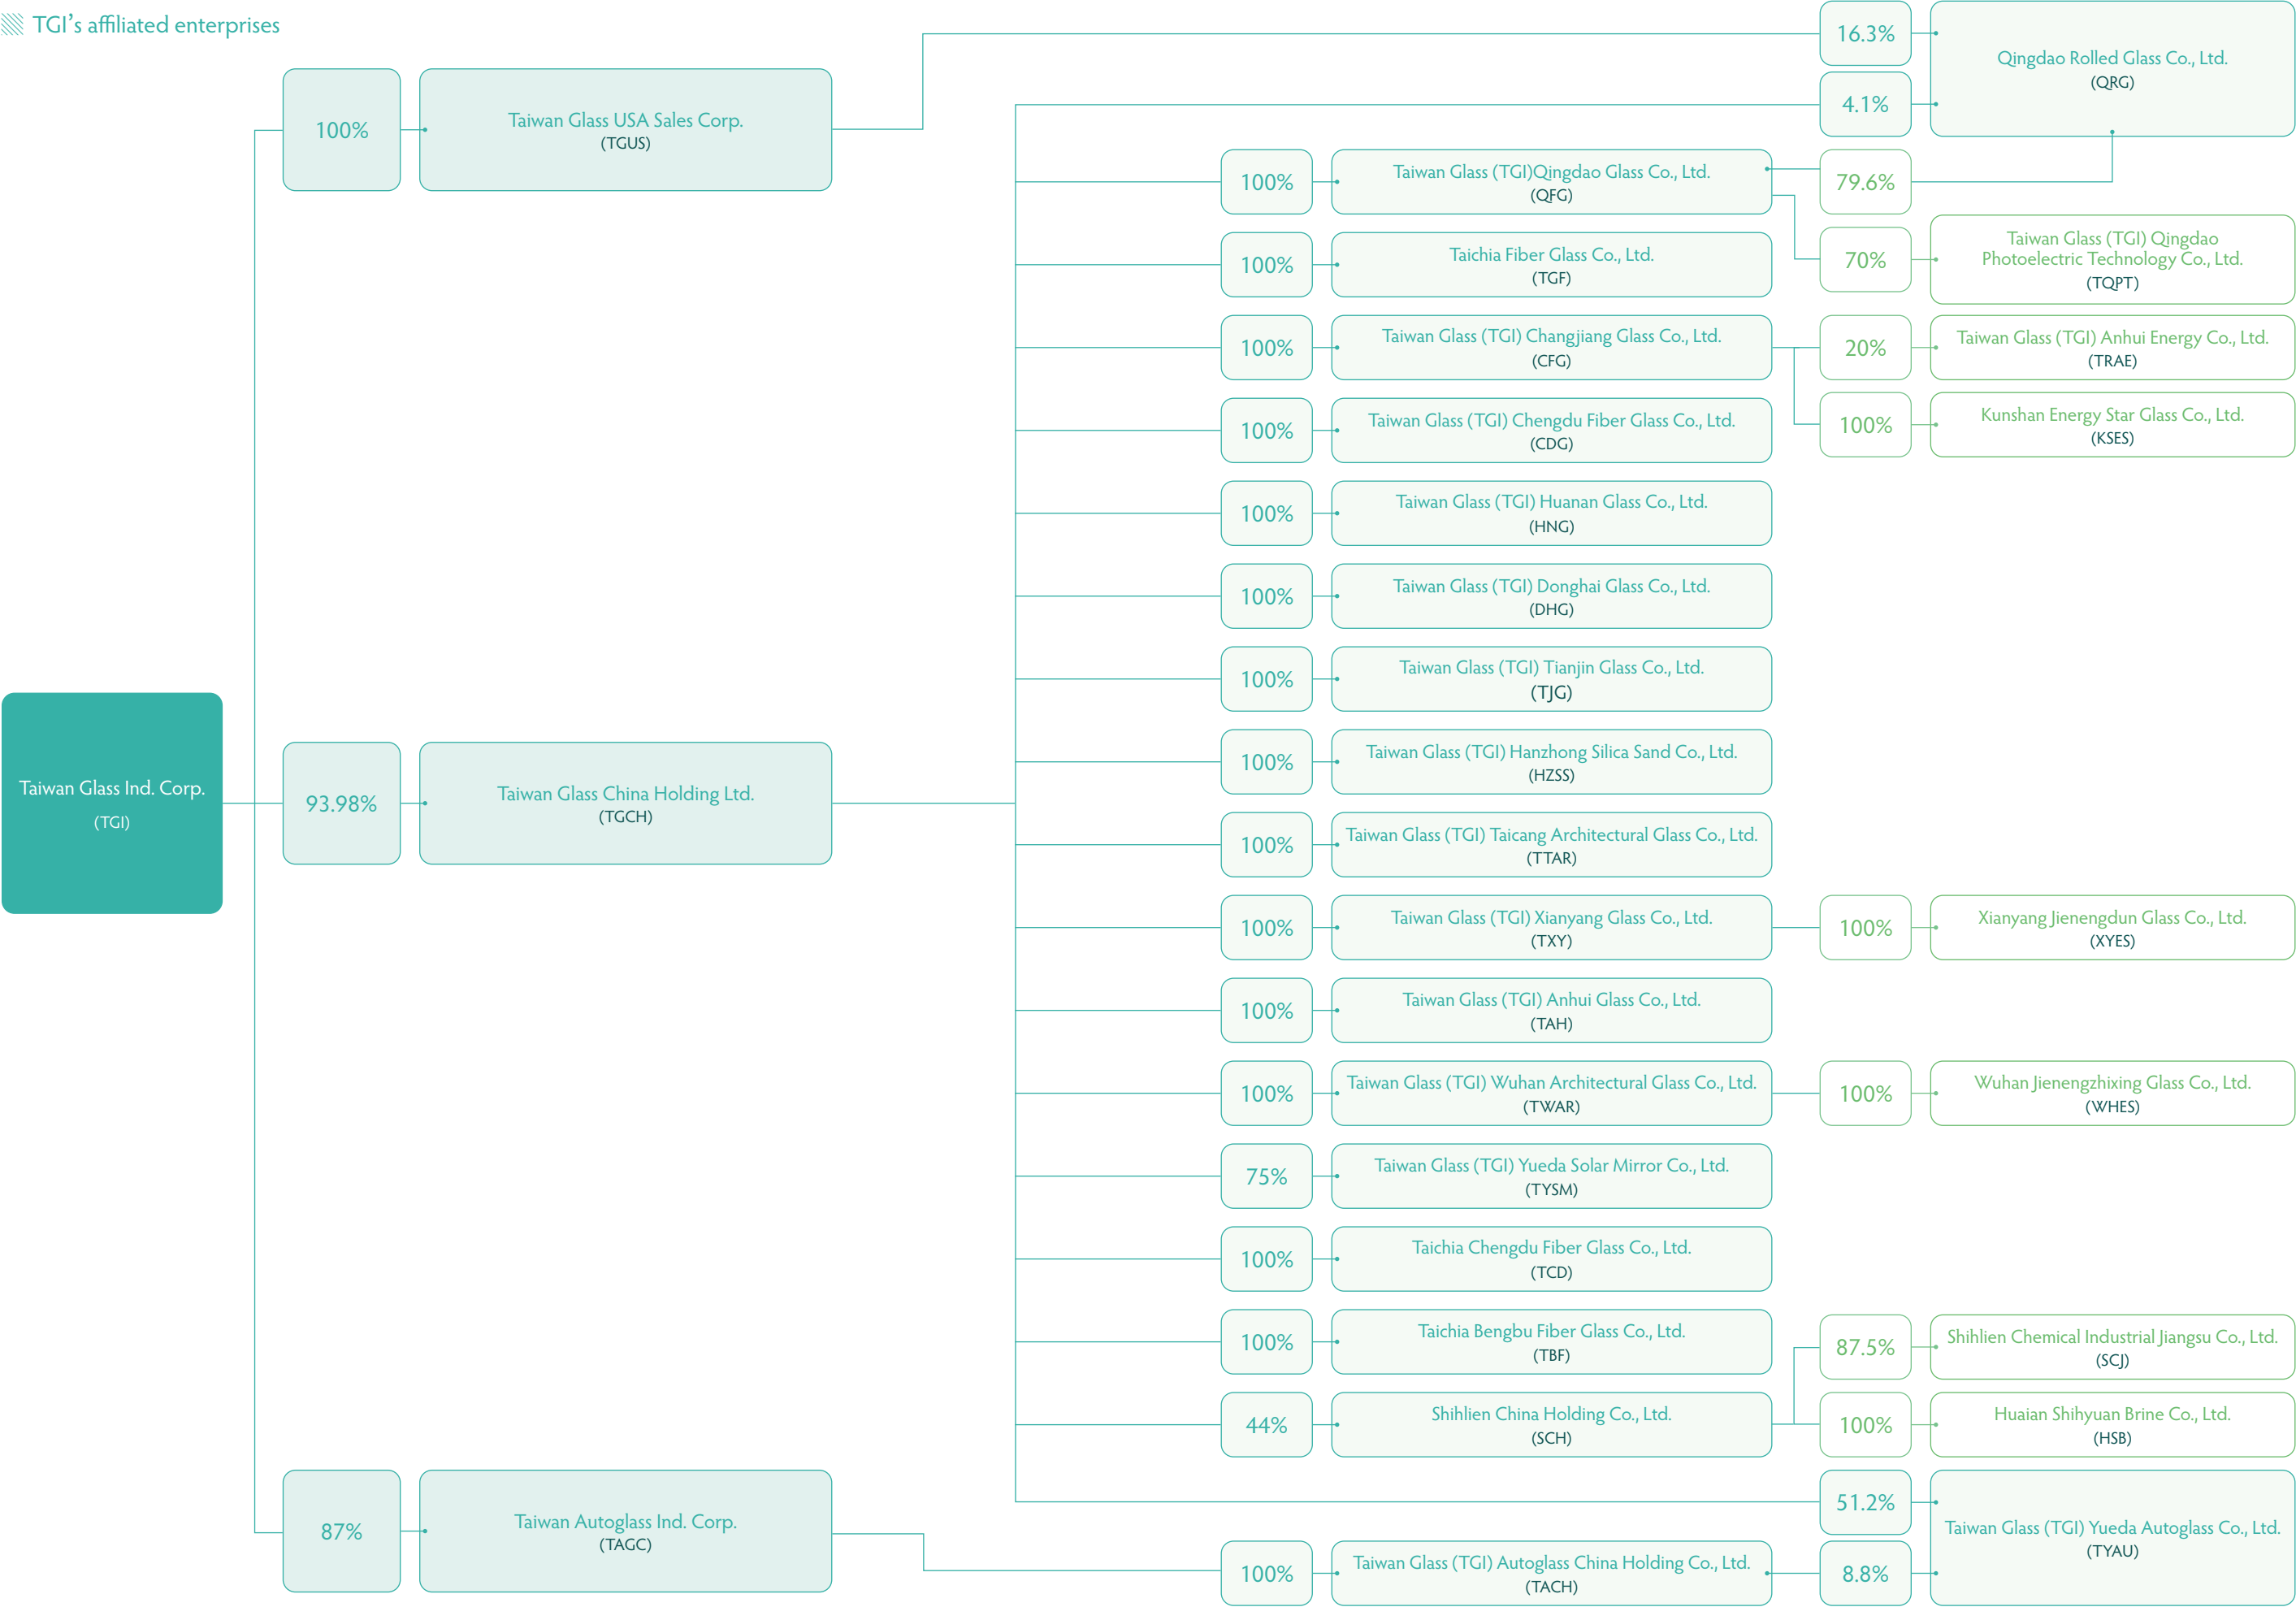 TGI's affiliated enterprises
16.3%
Qingdao Rolled Glass Co., Ltd.
(QRG)
4.1%
100%
Taiwan Glass USA Sales Corp.
(TGUS)
100%
Taiwan Glass (TGI)Qingdao Glass Co., Ltd.
(QFG)
79.6%
70%
Taiwan Glass (TGI) Qingdao
Photoelectric Technology Co., Ltd.
(TQPT)
100%
Taichia Fiber Glass Co., Ltd.
(TGF)
100%
Taiwan Glass (TGI) Changjiang Glass Co., Ltd.
(CFG)
20%
Taiwan Glass (TGI) Anhui Energy Co., Ltd.
(TRAE)
100%
Kunshan Energy Star Glass Co., Ltd.
(KSES)
100%
Taiwan Glass (TGI) Chengdu Fiber Glass Co., Ltd.
(CDG)
100%
Taiwan Glass (TGI) Huanan Glass Co., Ltd.
(HNG)
100%
Taiwan Glass (TGI) Donghai Glass Co., Ltd.
(DHG)
100%
Taiwan Glass (TGI) Tianjin Glass Co., Ltd.
(TJG)
Taiwan Glass Ind. Corp.
(TGI)
93.98%
Taiwan Glass China Holding Ltd.
(TGCH)
100%
Taiwan Glass (TGI) Hanzhong Silica Sand Co., Ltd.
(HZSS)
100%
Taiwan Glass (TGI) Taicang Architectural Glass Co., Ltd.
(TTAR)
100%
Taiwan Glass (TGI) Xianyang Glass Co., Ltd.
(TXY)
100%
Xianyang Jienengdun Glass Co., Ltd.
(XYES)
100%
Taiwan Glass (TGI) Anhui Glass Co., Ltd.
(TAH)
100%
Taiwan Glass (TGI) Wuhan Architectural Glass Co., Ltd.
(TWAR)
100%
Wuhan Jienengzhixing Glass Co., Ltd.
(WHES)
75%
Taiwan Glass (TGI) Yueda Solar Mirror Co., Ltd.
(TYSM)
100%
Taichia Chengdu Fiber Glass Co., Ltd.
(TCD)
100%
Taichia Bengbu Fiber Glass Co., Ltd.
(TBF)
87.5%
Shihlien Chemical Industrial Jiangsu Co., Ltd.
(SCJ)
44%
Shihlien China Holding Co., Ltd.
(SCH)
100%
Huaian Shihyuan Brine Co., Ltd.
(HSB)
87%
Taiwan Autoglass Ind. Corp.
(TAGC)
51.2%
Taiwan Glass (TGI) Yueda Autoglass Co., Ltd.
(TYAU)
100%
Taiwan Glass (TGI) Autoglass China Holding Co., Ltd.
(TACH)
8.8%